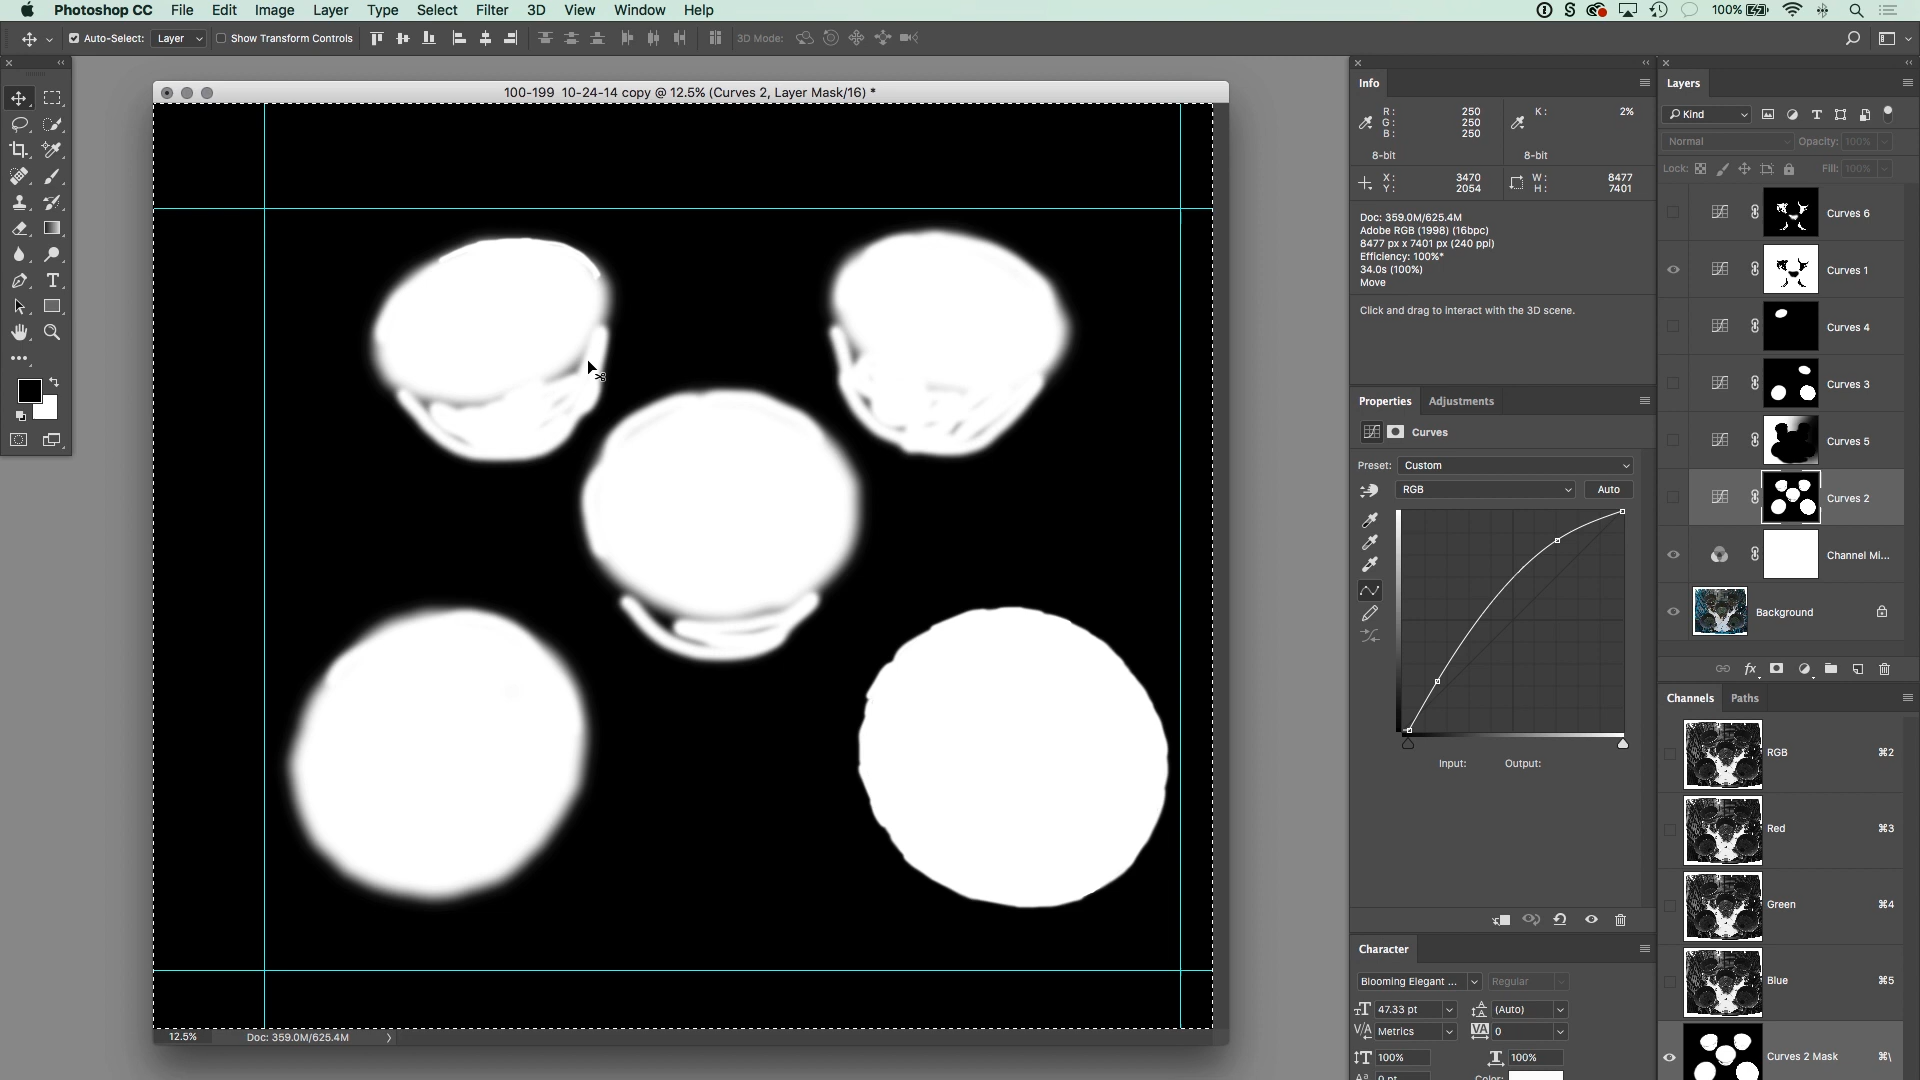 Photoshop CC File Edit Image Layer Type Select Filter 3D View Window Help
100%
Auto-Select: Layer Show Transform Controls 3D Mode:
100-199 10-24-14 copy @ 12.5% (Curves 2, Layer Mask/16) *
12.5% Doc: 359.0M/625.4M
Info
R: 250
G: 250
B: 250
8-bit
K: 2%
8-bit
X: 3470
Y: 2054
W: 8477
H: 7401
Doc: 359.0M/625.4M
Adobe RGB (1998) (16bpc)
8477 px x 7401 px (240 ppi)
Efficiency: 100%*
34.0s (100%)
Move
Click and drag to interact with the 3D scene.
Properties Adjustments
Curves
Preset: Custom
RGB Auto
Input: Output:
Character
Blooming Elegant ... Regular
47.33 pt (Auto)
Metrics 0
100% 100%
0 pt Color:
Layers
Kind
Normal Opacity: 100%
Lock: Fill: 100%
Curves 6
Curves 1
Curves 4
Curves 3
Curves 5
Curves 2
Channel Mi...
Background
Channels Paths
RGB ⌘2
Red ⌘3
Green ⌘4
Blue ⌘5
Curves 2 Mask ⌘\